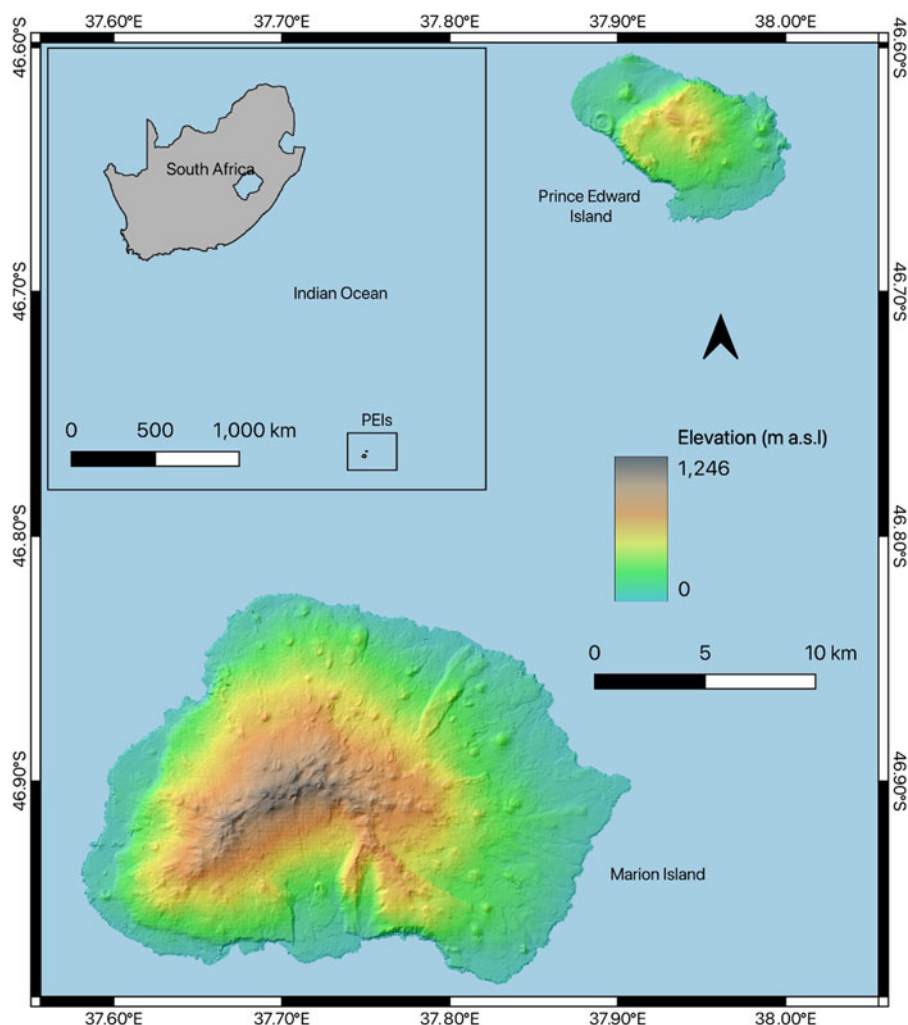 37.60°E 37.70°E 37.80°E 37.90°E 38.00°E
46.60°S 46.60°S
South Africa
Prince Edward
Island
Indian Ocean
46.70°S 46.70°S
PEIs
0 500 1,000 km
Elevation (m a.s.l)
1,246
0
46.80°S 46.80°S
0 5 10 km
46.90°S 46.90°S
Marion Island
37.60°E 37.70°E 37.80°E 37.90°E 38.00°E